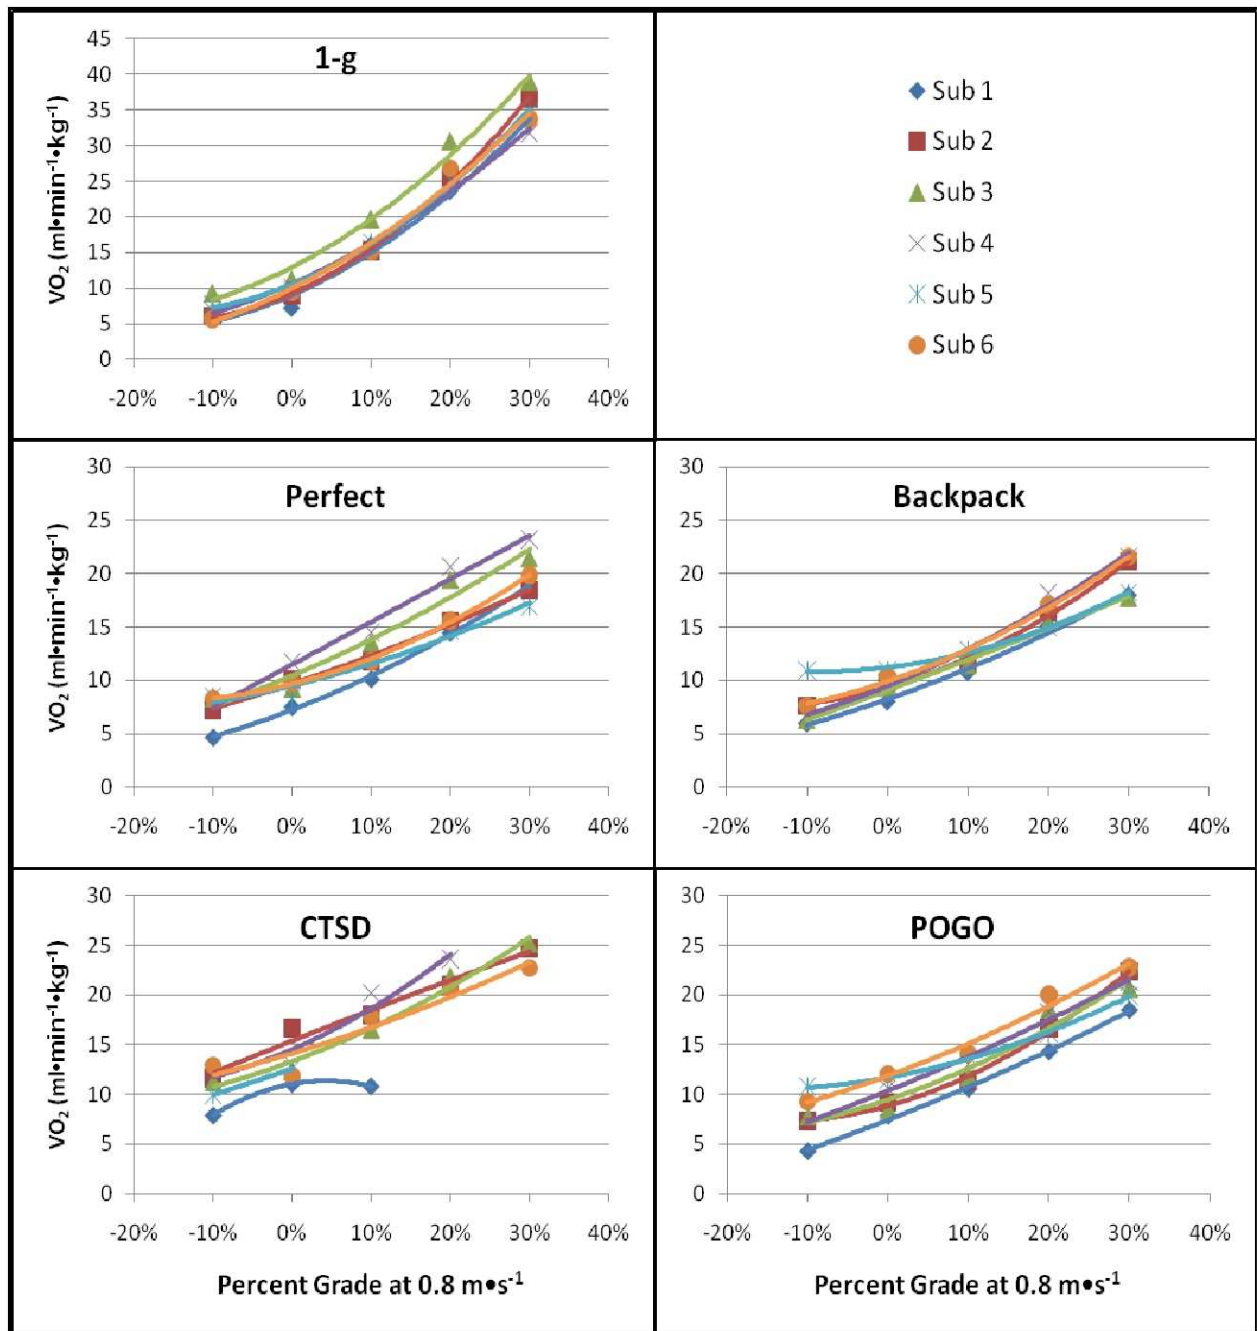 1-g
VO₂ (ml•min⁻¹•kg⁻¹)
45
40
35
30
25
20
15
10
5
0
-20% -10% 0% 10% 20% 30% 40%
Sub 1
Sub 2
Sub 3
Sub 4
Sub 5
Sub 6
Perfect
VO₂ (ml•min⁻¹•kg⁻¹)
30
25
20
15
10
5
0
-20% -10% 0% 10% 20% 30% 40%
Backpack
30
25
20
15
10
5
0
-20% -10% 0% 10% 20% 30% 40%
CTSD
VO₂ (ml•min⁻¹•kg⁻¹)
30
25
20
15
10
5
0
-20% -10% 0% 10% 20% 30% 40%
Percent Grade at 0.8 m•s⁻¹
POGO
30
25
20
15
10
5
0
-20% -10% 0% 10% 20% 30% 40%
Percent Grade at 0.8 m•s⁻¹